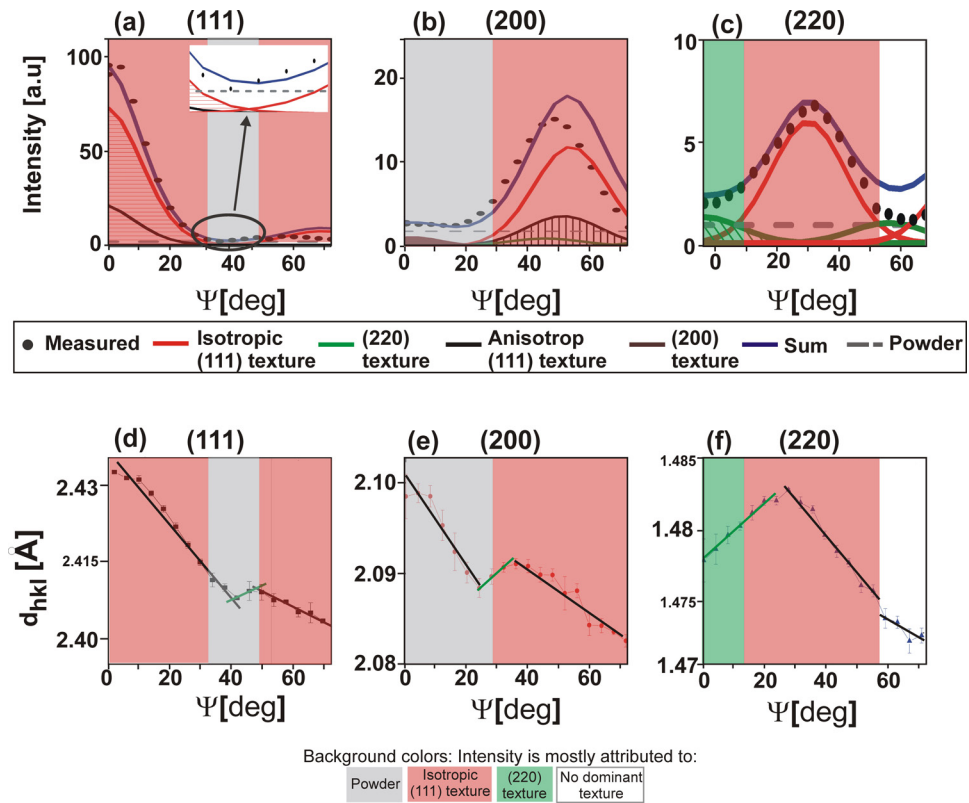 (a) (111)
(b) (200)
(c) (220)
Intensity [a.u]
100
50
0
0 20 40 60
Ψ[deg]
20
10
0
0 20 40 60
Ψ[deg]
10
5
0
0 20 40 60
Ψ[deg]
Measured
Isotropic
(111) texture
(220)
texture
Anisotrop
(111) texture
(200)
texture
Sum
Powder
(d) (111)
(e) (200)
(f) (220)
d_hkl [Å]
2.43
2.415
2.40
0 20 40 60
Ψ[deg]
2.10
2.09
2.08
0 20 40 60
Ψ[deg]
1.485
1.48
1.475
1.47
0 20 40 60
Ψ[deg]
Background colors: Intensity is mostly attributed to:
Powder
Isotropic
(111) texture
(220)
texture
No dominant
texture